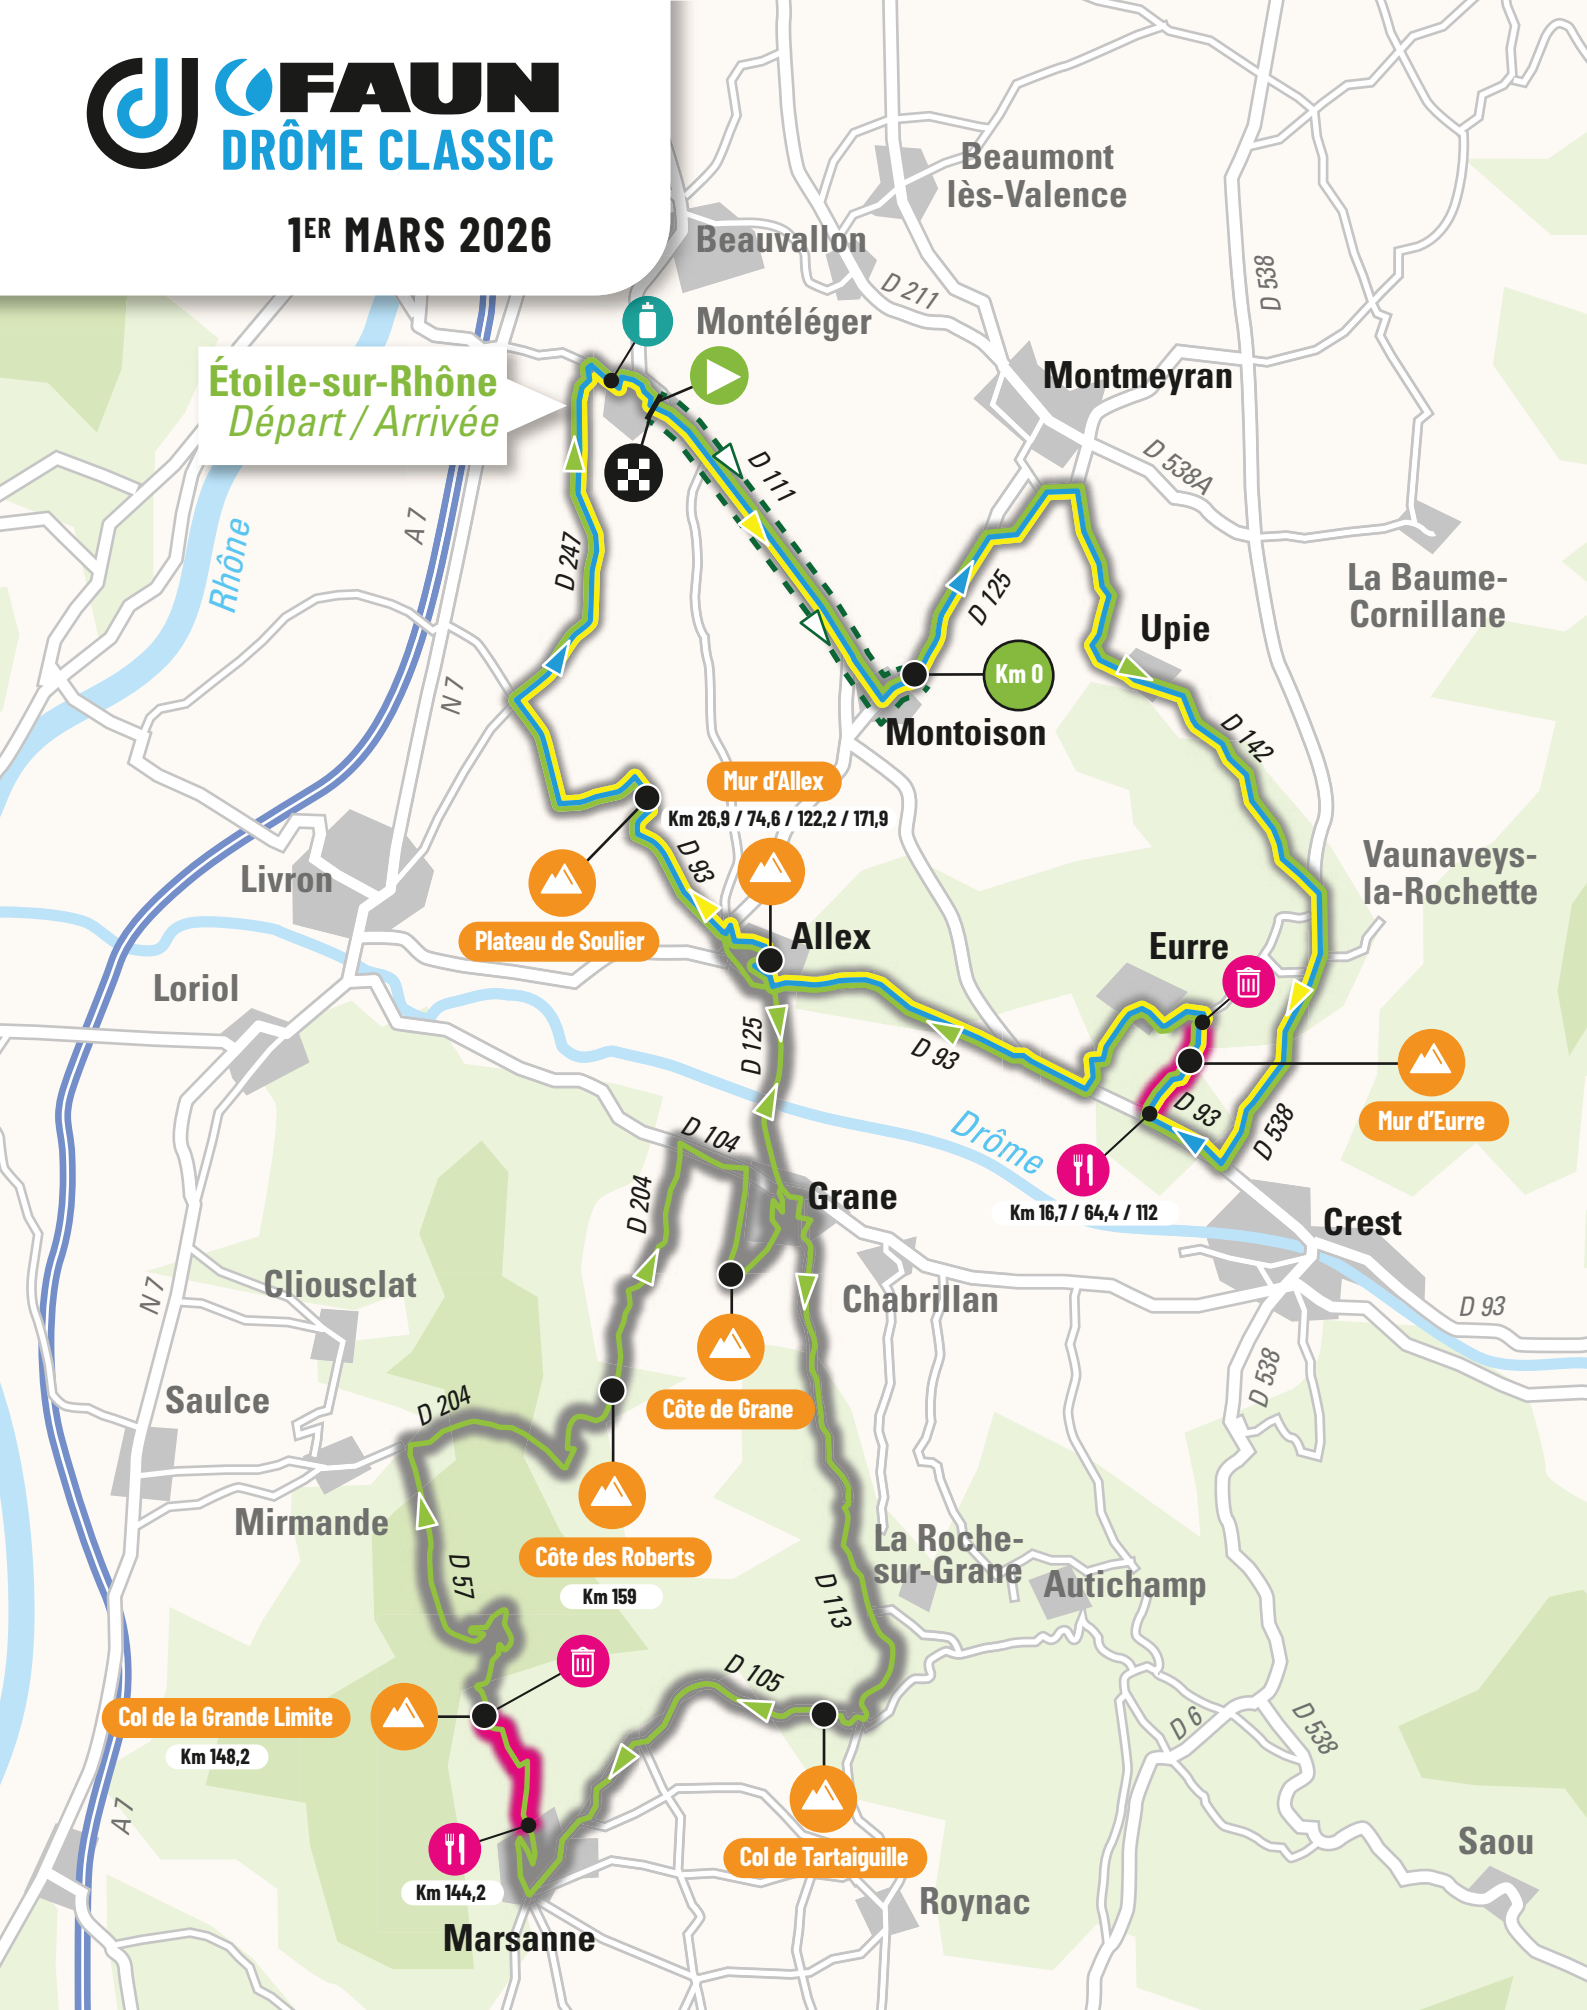 FAUN
DRÔME CLASSIC
1ER MARS 2026
Beaumont
lès-Valence
Beauvallon
D 211
D 538
Montéléger
Étoile-sur-Rhône
Départ / Arrivée
Montmeyran
D 111
D 538A
A 7
Rhône
D 247
D 125
La Baume-
Cornillane
Upie
Km 0
N 7
Montoison
D 142
Mur d'Allex
Km 26,9 / 74,6 / 122,2 / 171,9
D 93
Livron
Vaunaveys-
la-Rochette
Plateau de Soulier
Allex
Eurre
Loriol
D 125
D 93
D 93
D 538
Mur d'Eurre
Drôme
D 104
D 204
Grane
Km 16,7 / 64,4 / 112
Crest
Cliousclat
N 7
Chabrillan
D 93
D 538
Saulce
D 204
Côte de Grane
Mirmande
La Roche-
sur-Grane
Côte des Roberts
Km 159
D 57
D 113
Autichamp
D 105
Col de la Grande Limite
Km 148,2
D 6
D 538
A 7
Col de Tartaiguille
Saou
Km 144,2
Roynac
Marsanne